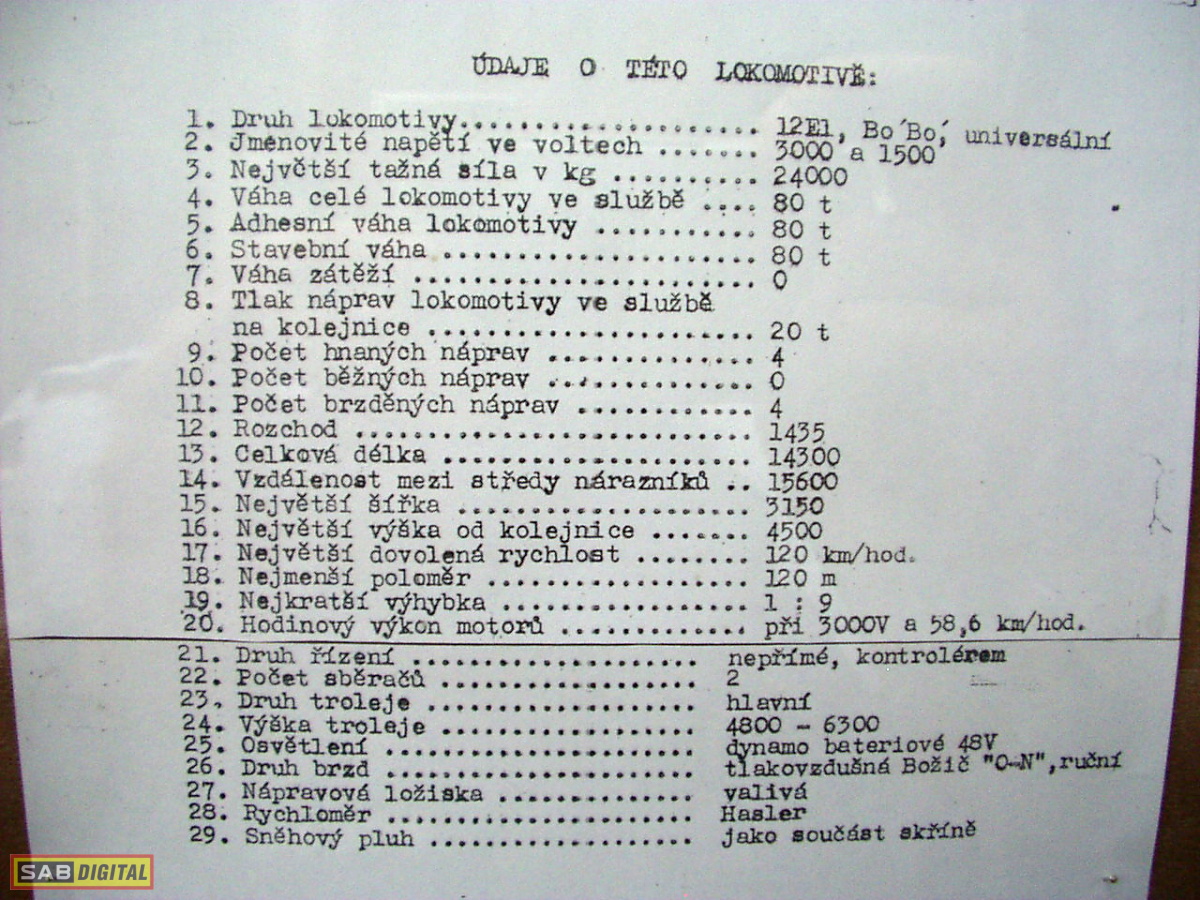 ÚDAJE O TÉTO LOKOMOTIVĚ:
1. Druh lokomotivy......................... 12El, Bo´Bo,´ universální
2. Jmenovité napětí ve voltech ........ 3000 a 1500
3. Největší tažná síla v kg .......... 24000
4. Váha celé lokomotivy ve službě .... 80 t
5. Adhesní váha lokomotivy ........... 80 t
6. Stavební váha ..................... 80 t
7. Váha zátěží ....................... 0
8. Tlak náprav lokomotivy ve službě
na kolejnice ...................... 20 t
9. Počet hnaných náprav .............. 4
10. Počet běžných náprav .............. 0
11. Počet brzděných náprav ............ 4
12. Rozchod ........................... 1435
13. Celková délka ..................... 14300
14. Vzdálenost mezi středy nárazníků .. 15600
15. Největší šířka .................... 3150
16. Největší výška od kolejnice ....... 4500
17. Největší dovolená rychlost ........ 120 km/hod.
18. Nejmenší poloměr .................. 120 m
19. Nejkratší výhybka ................. 1 : 9
20. Hodinový výkon motorů ............. při 3000V a 58,6 km/hod.
21. Druh řízení .................... nepřímé, kontrolérem
22. Počet sběračů .................. 2
23. Druh troleje ................... hlavní
24. Výška troleje .................. 4800 - 6300
25. Osvětlení ...................... dynamo bateriové 48V
26. Druh brzd ...................... tlakovzdušná Božič "O-N",ruční
27. Nápravová ložiska .............. valivá
28. Rychloměr ...................... Hasler
29. Sněhový pluh ................... jako součást skříně
SAB DIGITAL